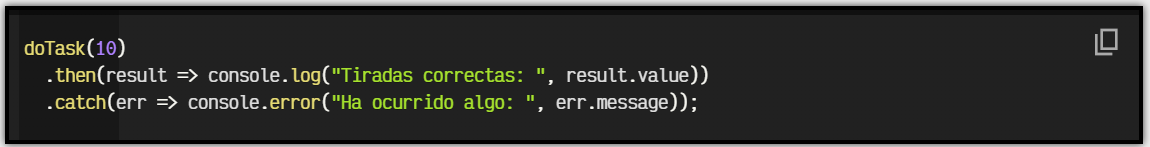 doTask(10)
  .then(result => console.log("Tiradas correctas: ", result.value))
  .catch(err => console.error("Ha ocurrido algo: ", err.message));